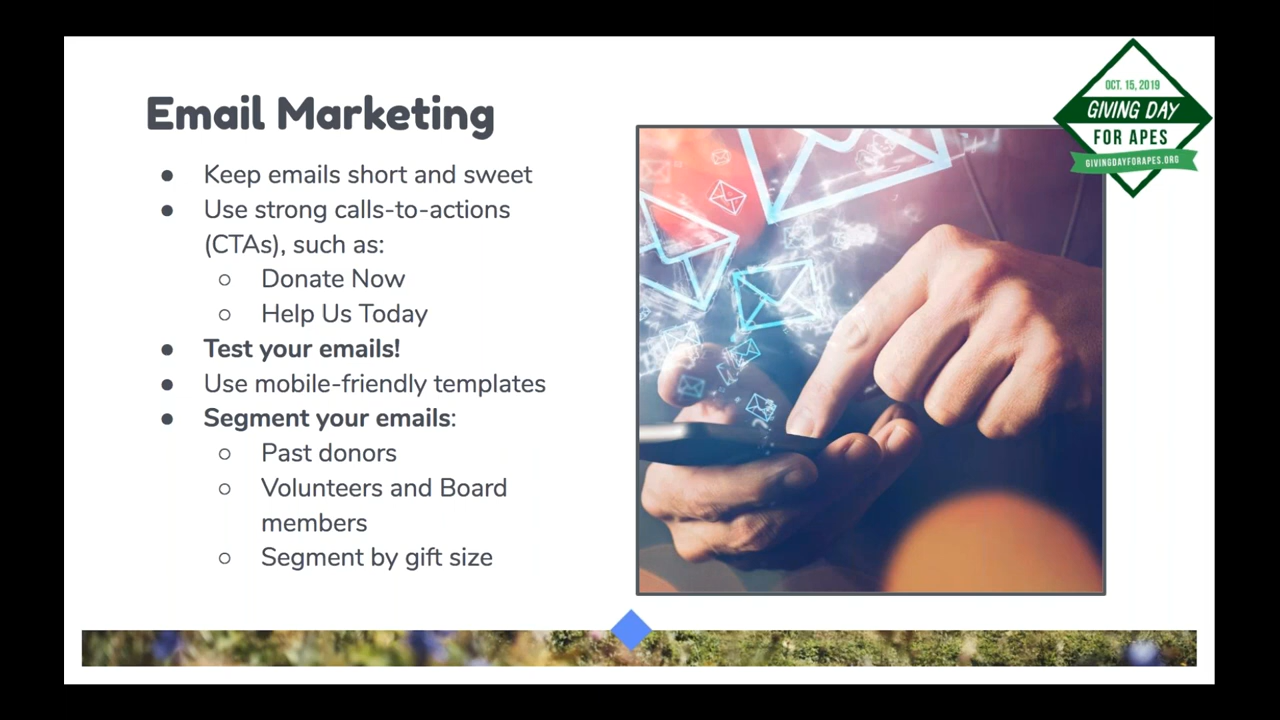 Email Marketing
● Keep emails short and sweet
● Use strong calls-to-actions
(CTAs), such as:
○ Donate Now
○ Help Us Today
● Test your emails!
● Use mobile-friendly templates
● Segment your emails:
○ Past donors
○ Volunteers and Board
members
○ Segment by gift size
OCT. 15, 2019
GIVING DAY
FOR APES
GIVINGDAYFORAPES.ORG